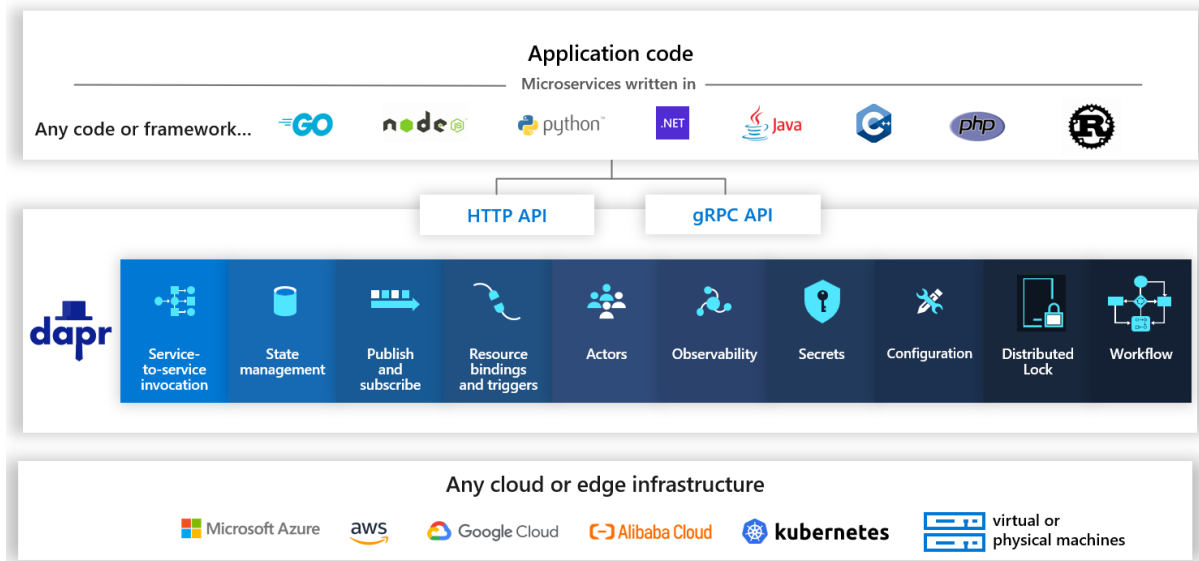 Application code
Microservices written in
Any code or framework...
GO
node
JS
python
.NET
Java
C++
php
R
HTTP API
gRPC API
dapr
Service-
to-service
invocation
State
management
Publish
and
subscribe
Resource
bindings
and triggers
Actors
Observability
Secrets
Configuration
Distributed
Lock
Workflow
Any cloud or edge infrastructure
Microsoft Azure
aws
Google Cloud
Alibaba Cloud
kubernetes
virtual or
physical machines